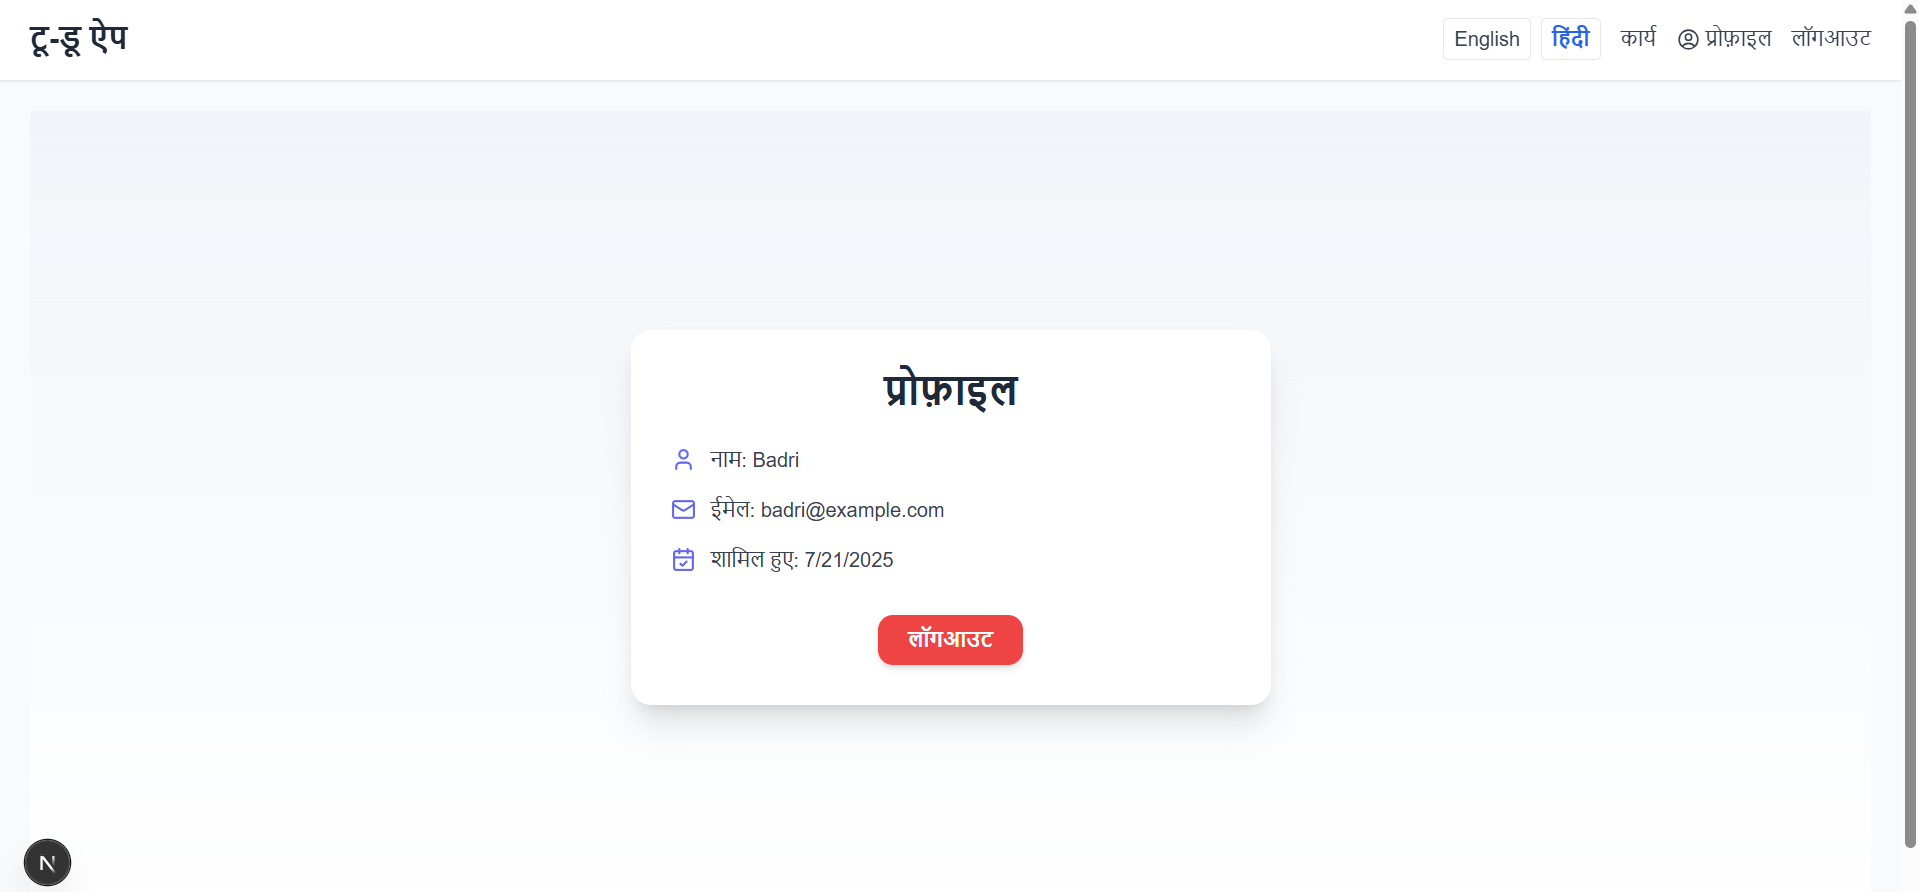 टू-डू ऐप
English हिंदी कार्य प्रोफ़ाइल लॉगआउट
प्रोफ़ाइल
नाम: Badri
ईमेल: badri@example.com
शामिल हुए: 7/21/2025
लॉगआउट
N